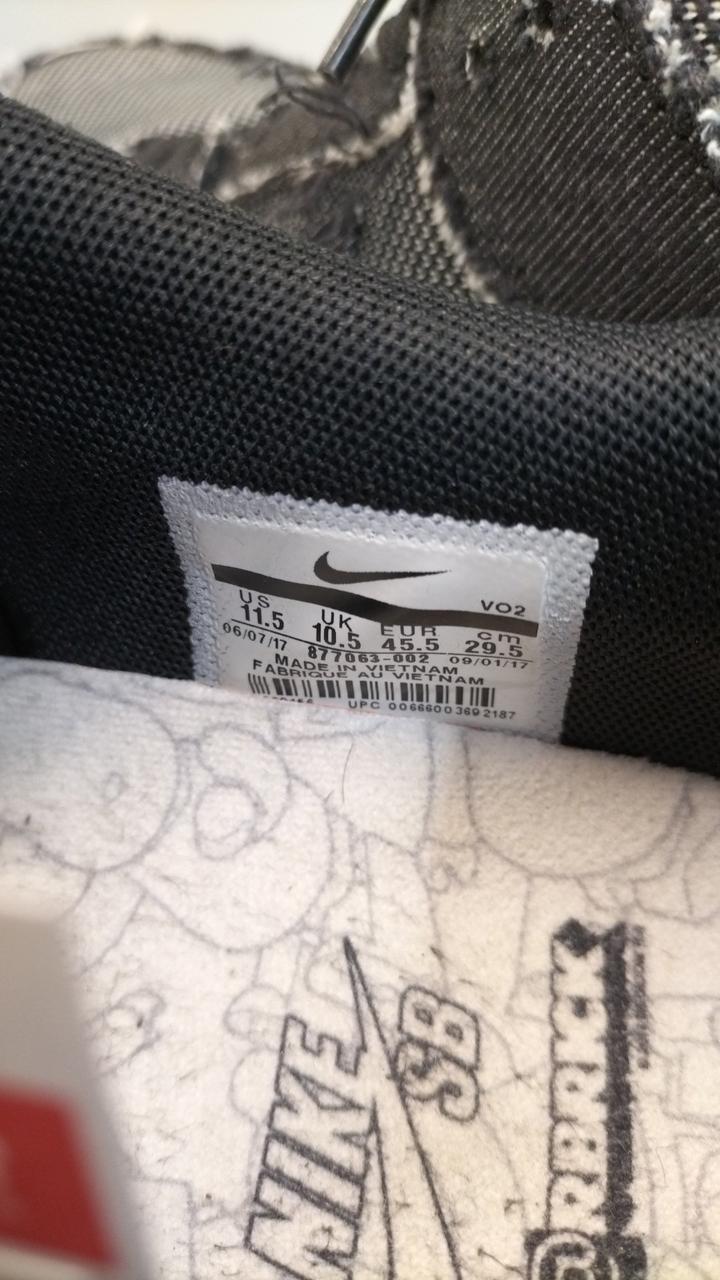 VO2
US UK EUR cm
11.5 10.5 45.5 29.5
06/07/17 877063-002 09/01/17
MADE IN VIETNAM
FABRIQUE AU VIETNAM
UPC 00666003692187
NIKE
SB
RBRICK